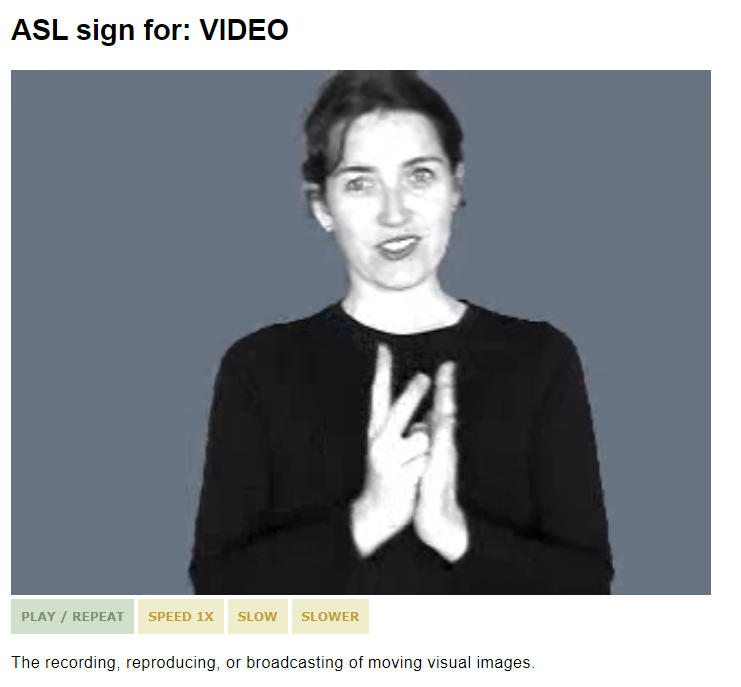 ASL sign for: VIDEO
PLAY / REPEAT SPEED 1X SLOW SLOWER
The recording, reproducing, or broadcasting of moving visual images.